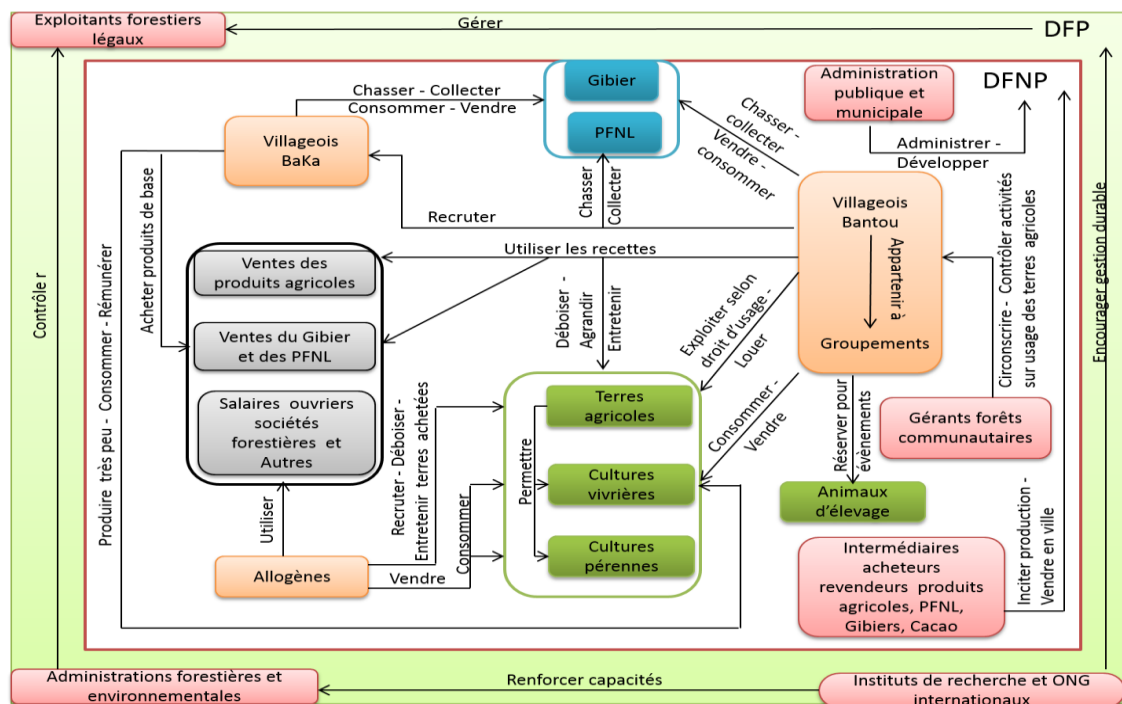 Exploitants forestiers
légaux
Gérer
DFP
Chasser - Collecter
Consommer - Vendre
Gibier
PFNL
Administration
publique et
municipale
DFNP
Villageois
BaKa
Chasser -
collecter
Vendre -
consommer
Administrer -
Développer
Acheter produits de base
Recruter
Chasser
Collecter
Villageois
Bantou
Appartenir à
Groupements
Utiliser les recettes
Ventes des
produits agricoles
Ventes du Gibier
et des PFNL
Salaires ouvriers
sociétés
forestières et
Autres
Déboiser -
Agrandir
Entretenir
Exploiter selon
droit d'usage -
Louer
Circonscrire - Contrôler activités
sur usage des terres agricoles
Contrôle r
Produire très peu - Consommer - Rémunérer
Encourager gestion durable
Terres
agricoles
Permettre
Cultures
vivrières
Cultures
pérennes
Consommer -
Vendre
Réserver pour
évènements
Gérants forêts
communautaires
Animaux
d'élevage
Recruter - Déboiser -
Entretenir terres achetées
Utiliser
Consommer
Allogènes
Vendre
Intermédiaires
acheteurs
revendeurs produits
agricoles, PFNL,
Gibiers, Cacao
Inciter production -
Vendre en ville
Administrations forestières et
environnementales
Renforcer capacités
Instituts de recherche et ONG
internationaux